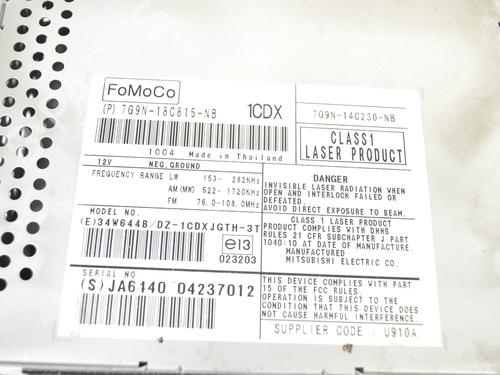 FoMoCo
(P) 7G9N-18C815-NB 1CDX
7G9N-14C230-NB
1004 Made in Thailand
CLASS1
LASER PRODUCT
12V NEG.GROUND
FREQUENCY RANGE LW 153- 282KHz
AM(MW) 522- 1720KHz
FM 76.0-108.0MHz
DANGER
INVISIBLE LASER RADIATION WHEN
OPEN AND INTERLOCK FAILED OR
DEFEATED.
AVOID DIRECT EXPOSURE TO BEAM.
MODEL NO.
(E)34W644B/DZ-1CDXJGTH-3T
e13
023203
CLASS 1 LASER PRODUCT
PRODUCT COMPLIES WITH DHHS
RULES 21 CFR SUBCHAPTER J PART
1040:10 AT DATE OF MANUFACTURE.
MANUFACTURED
MITSUBISHI ELECTRIC CO.
SERIAL NO
(S)JA6140 04237012
THIS DEVICE COMPLIES WITH PART
15 OF THE FCC RULES.
OPERATION IS SUBJECT TO THE
CONDITION THAT THIS DEVICE DOES
NOT CAUSE HARMFUL INTERFERENCE.
SUPPLIER CODE : U910A